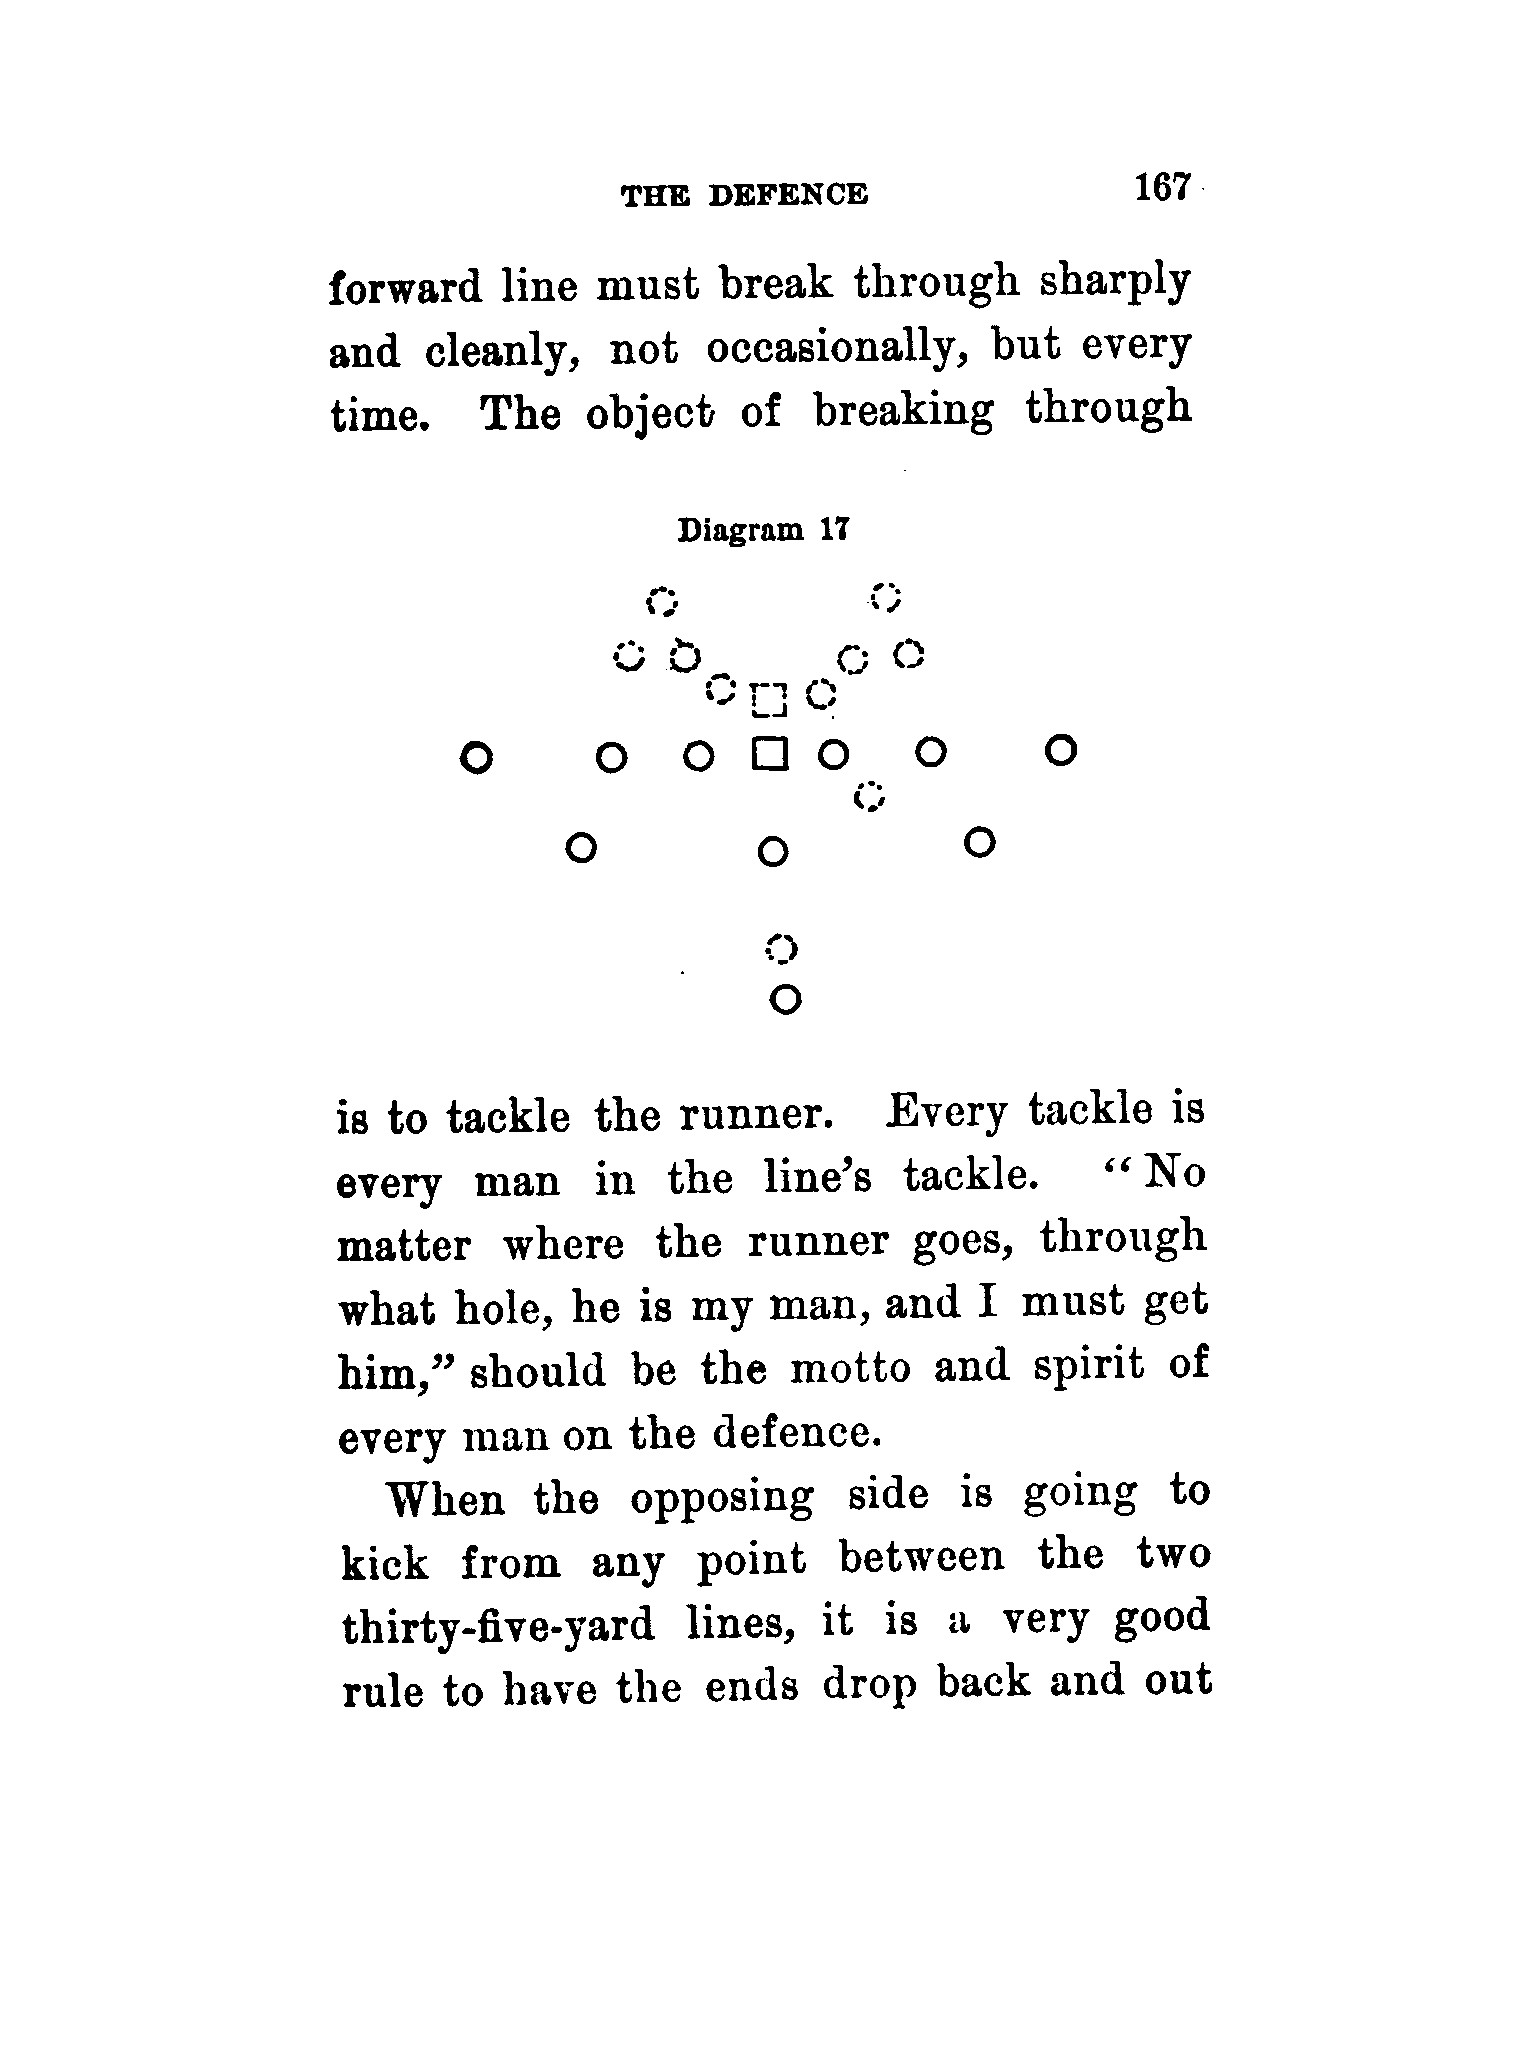 THE DEFENCE 167
forward line must break through sharply
and cleanly, not occasionally, but every
time. The object of breaking through
Diagram 17
is to tackle the runner. Every tackle is
every man in the line's tackle. "No
matter where the runner goes, through
what hole, he is my man, and I must get
him," should be the motto and spirit of
every man on the defence.
When the opposing side is going to
kick from any point between the two
thirty-five-yard lines, it is a very good
rule to have the ends drop back and out